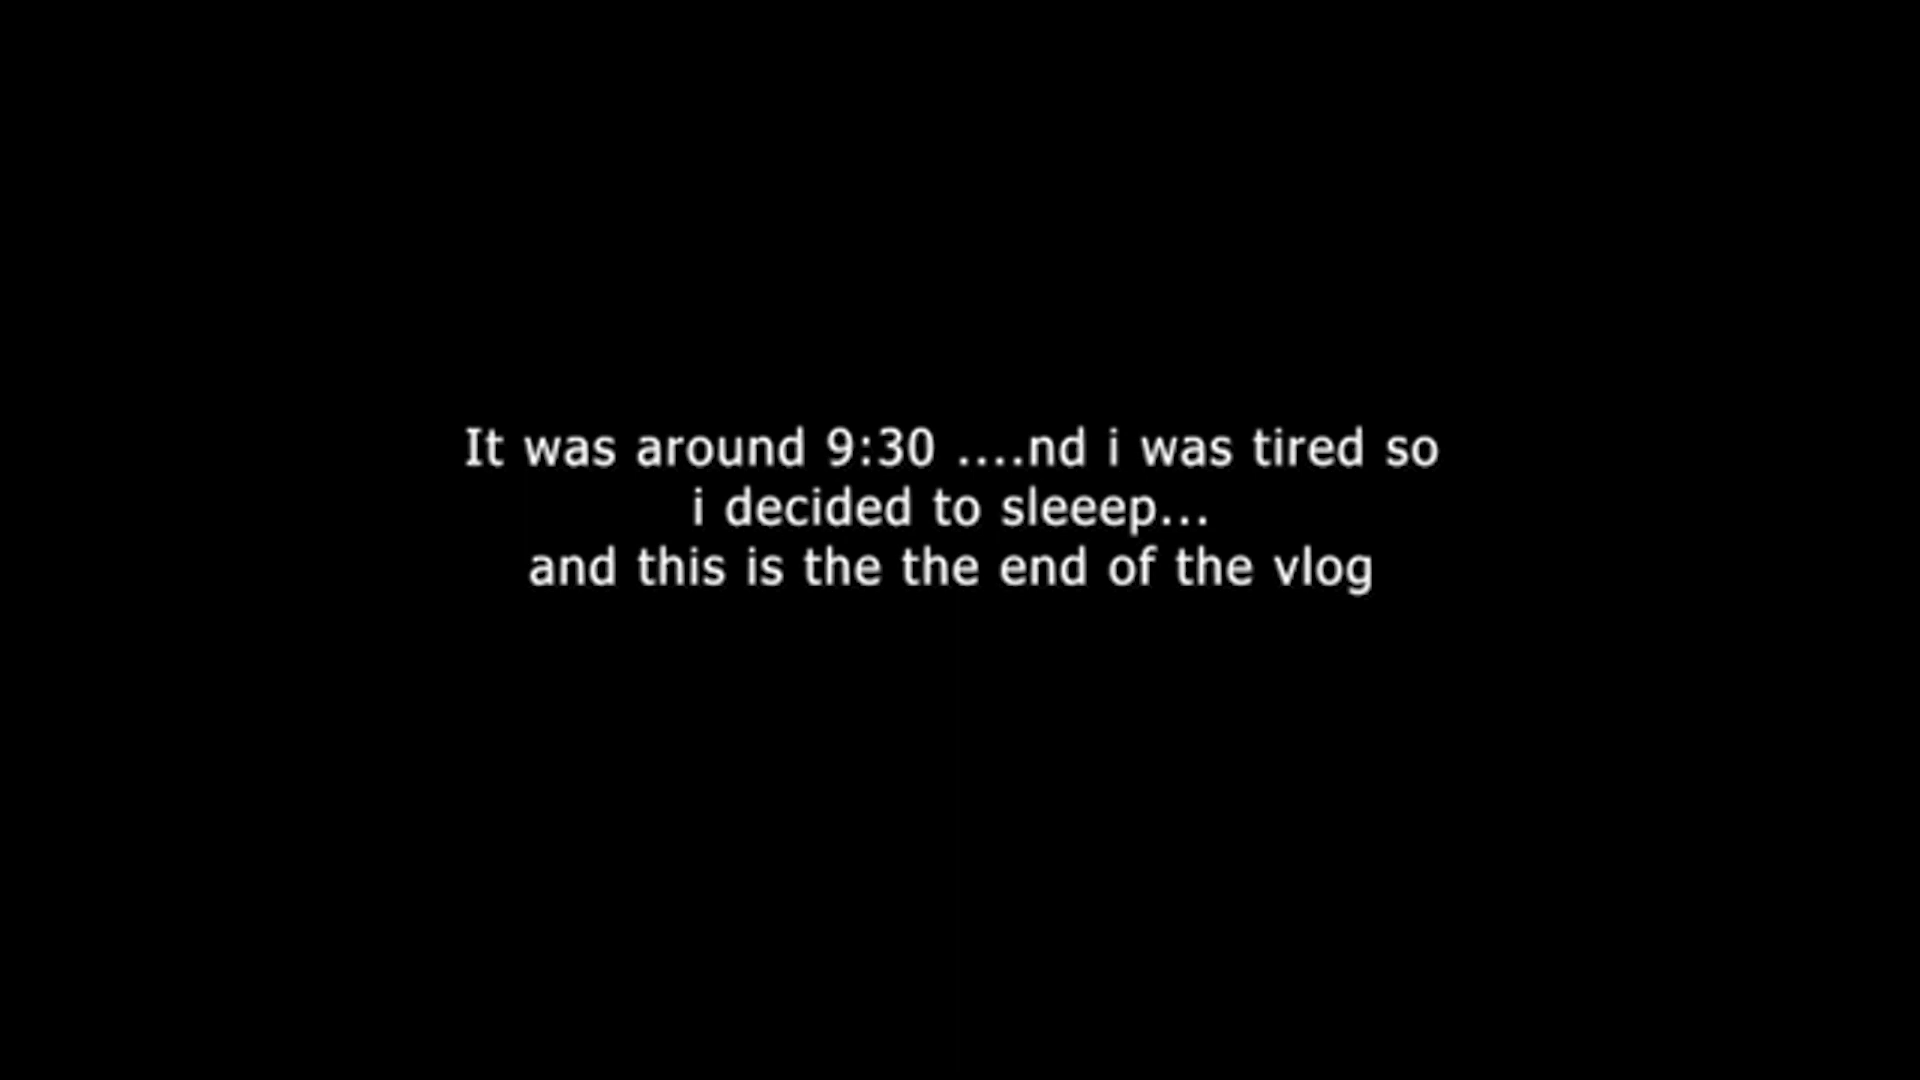 It was around 9:30 ....nd i was tired so
i decided to sleeep...
and this is the the end of the vlog